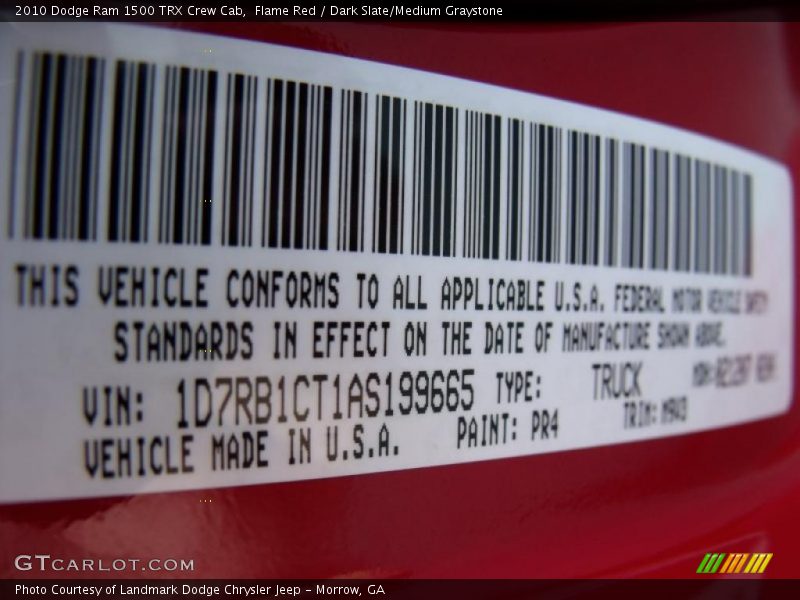 2010 Dodge Ram 1500 TRX Crew Cab, Flame Red / Dark Slate/Medium Graystone
THIS VEHICLE CONFORMS TO ALL APPLICABLE U.S.A. FEDERAL MOTOR VEHICLE SAFETY
STANDARDS IN EFFECT ON THE DATE OF MANUFACTURE SHOWN ABOVE.
VIN: 1D7RB1CT1AS199665 TYPE: TRUCK MDH:
VEHICLE MADE IN U.S.A. PAINT: PR4 TRIM:
GTCARLOT.COM
Photo Courtesy of Landmark Dodge Chrysler Jeep - Morrow, GA